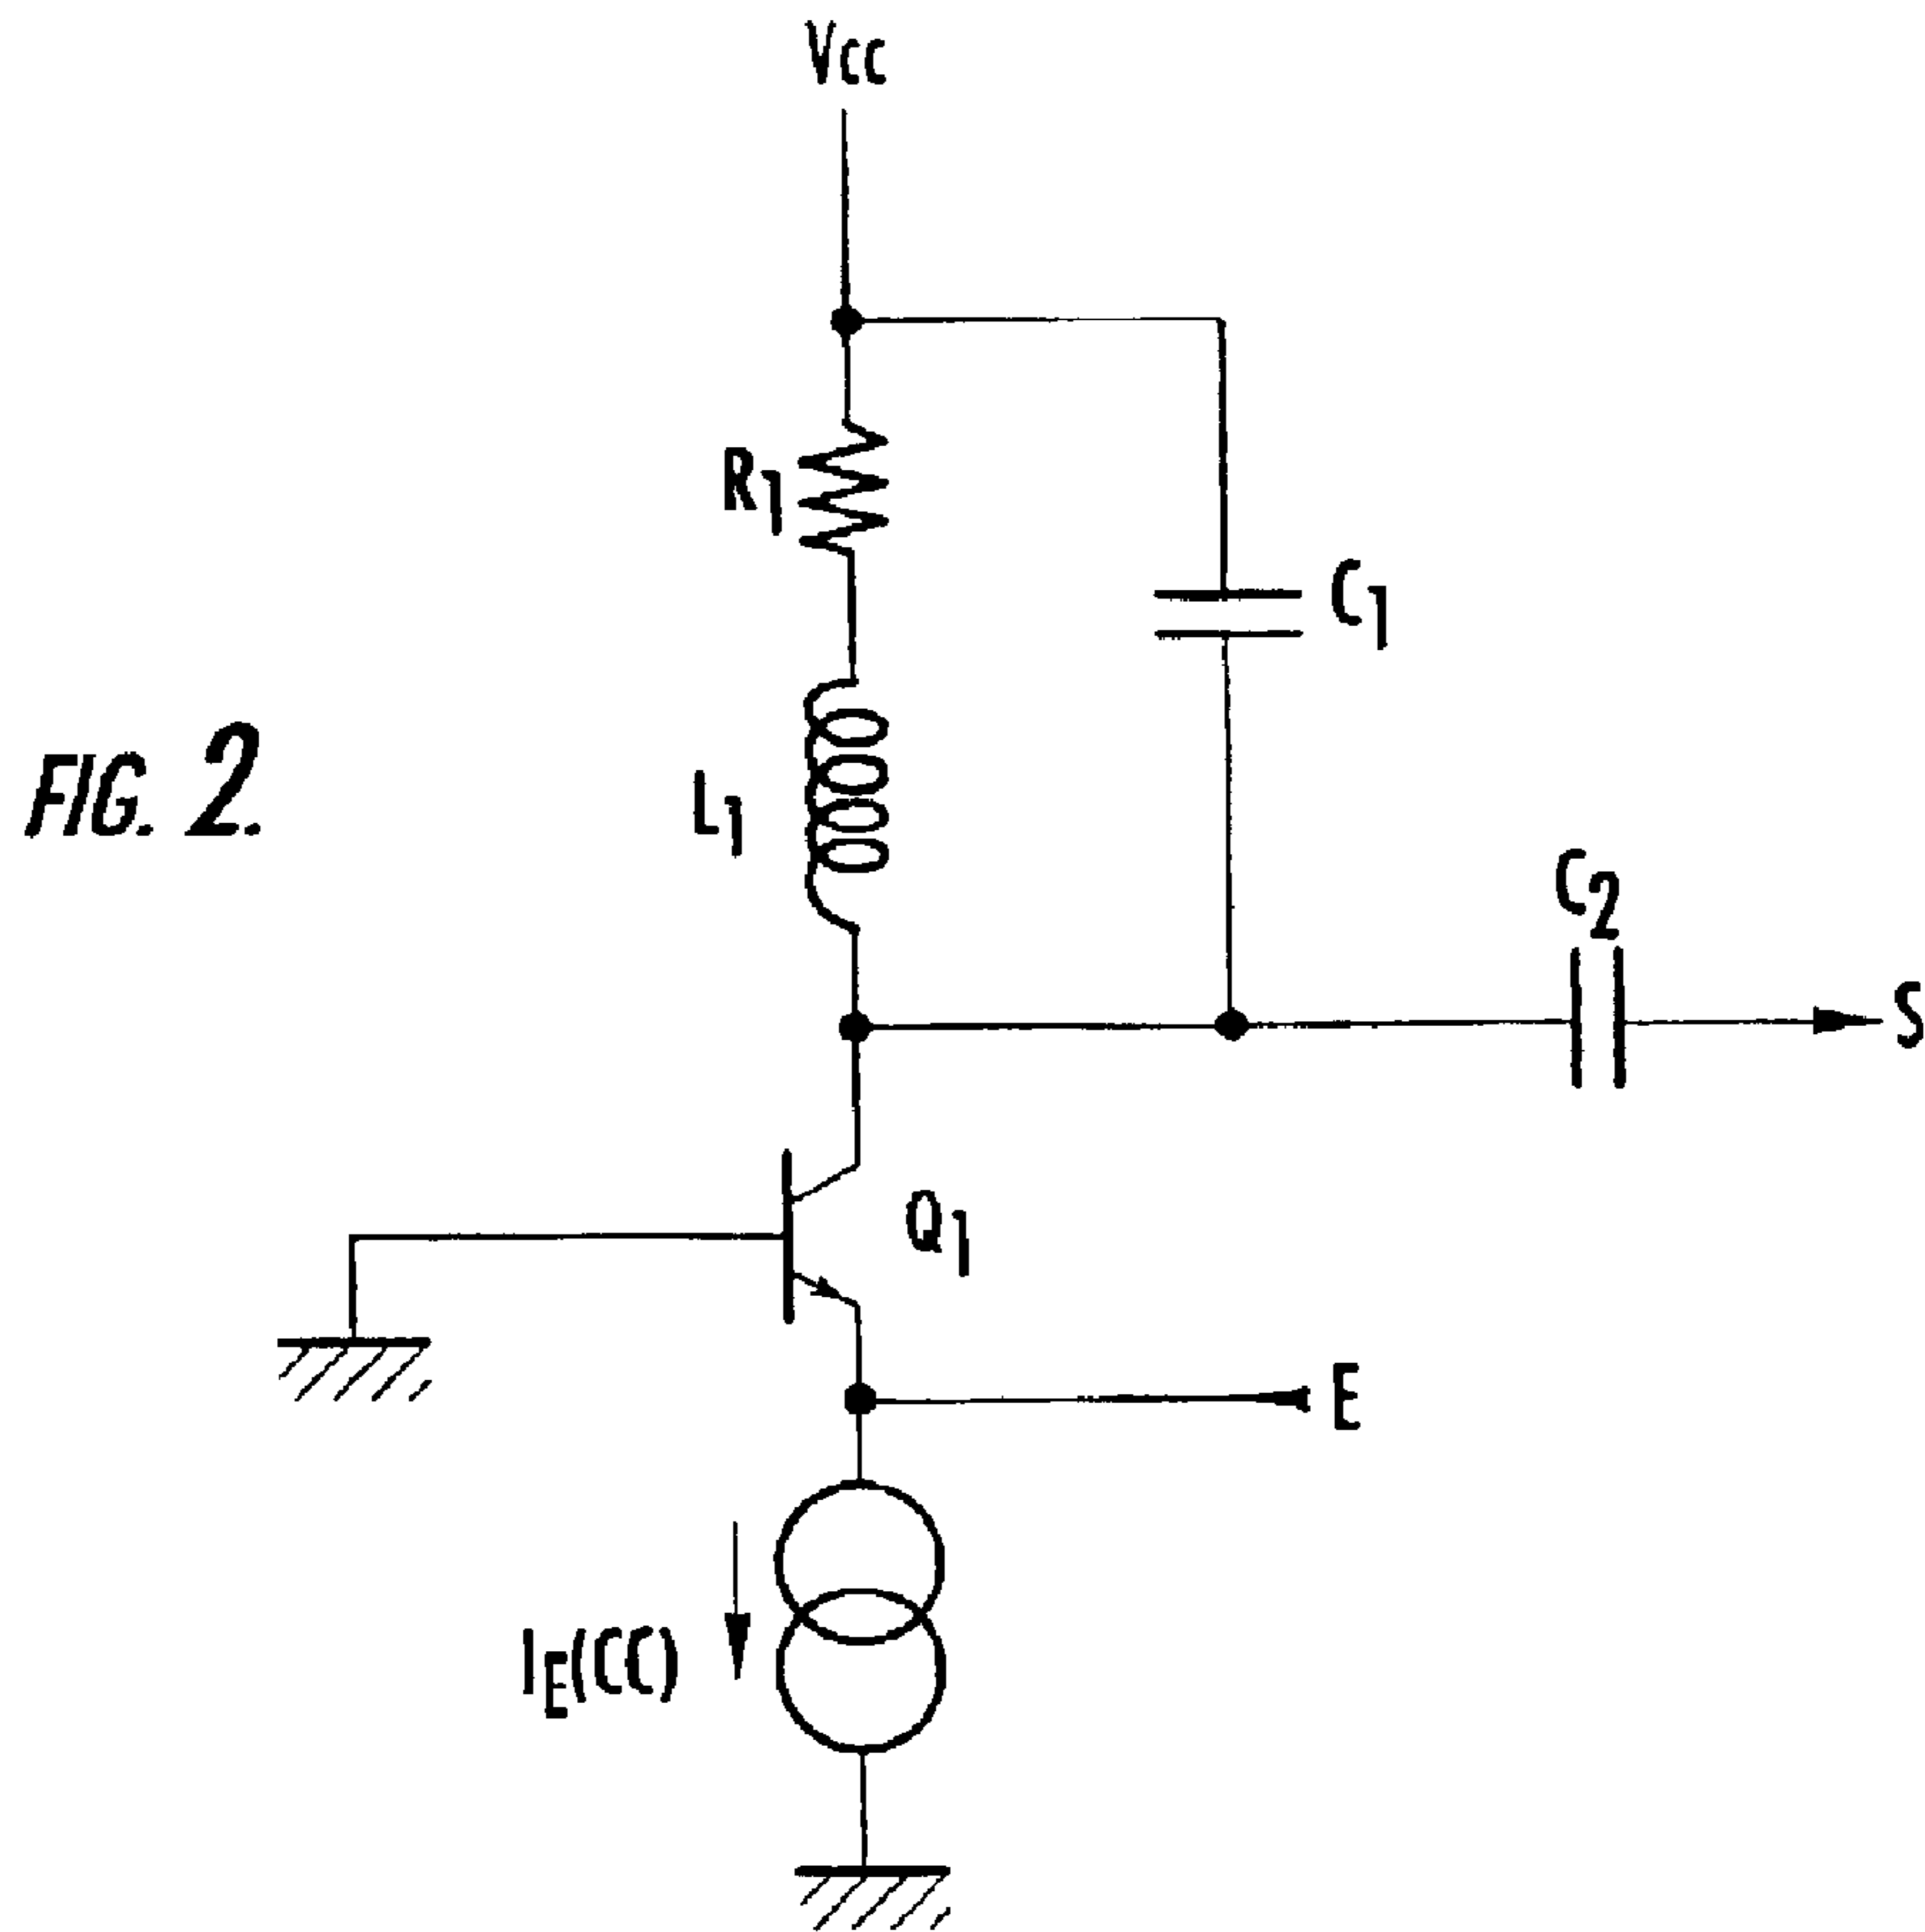 Vcc
R1
C1
L1
FIG. 2.
C2
S
Q1
E
IE(CC)